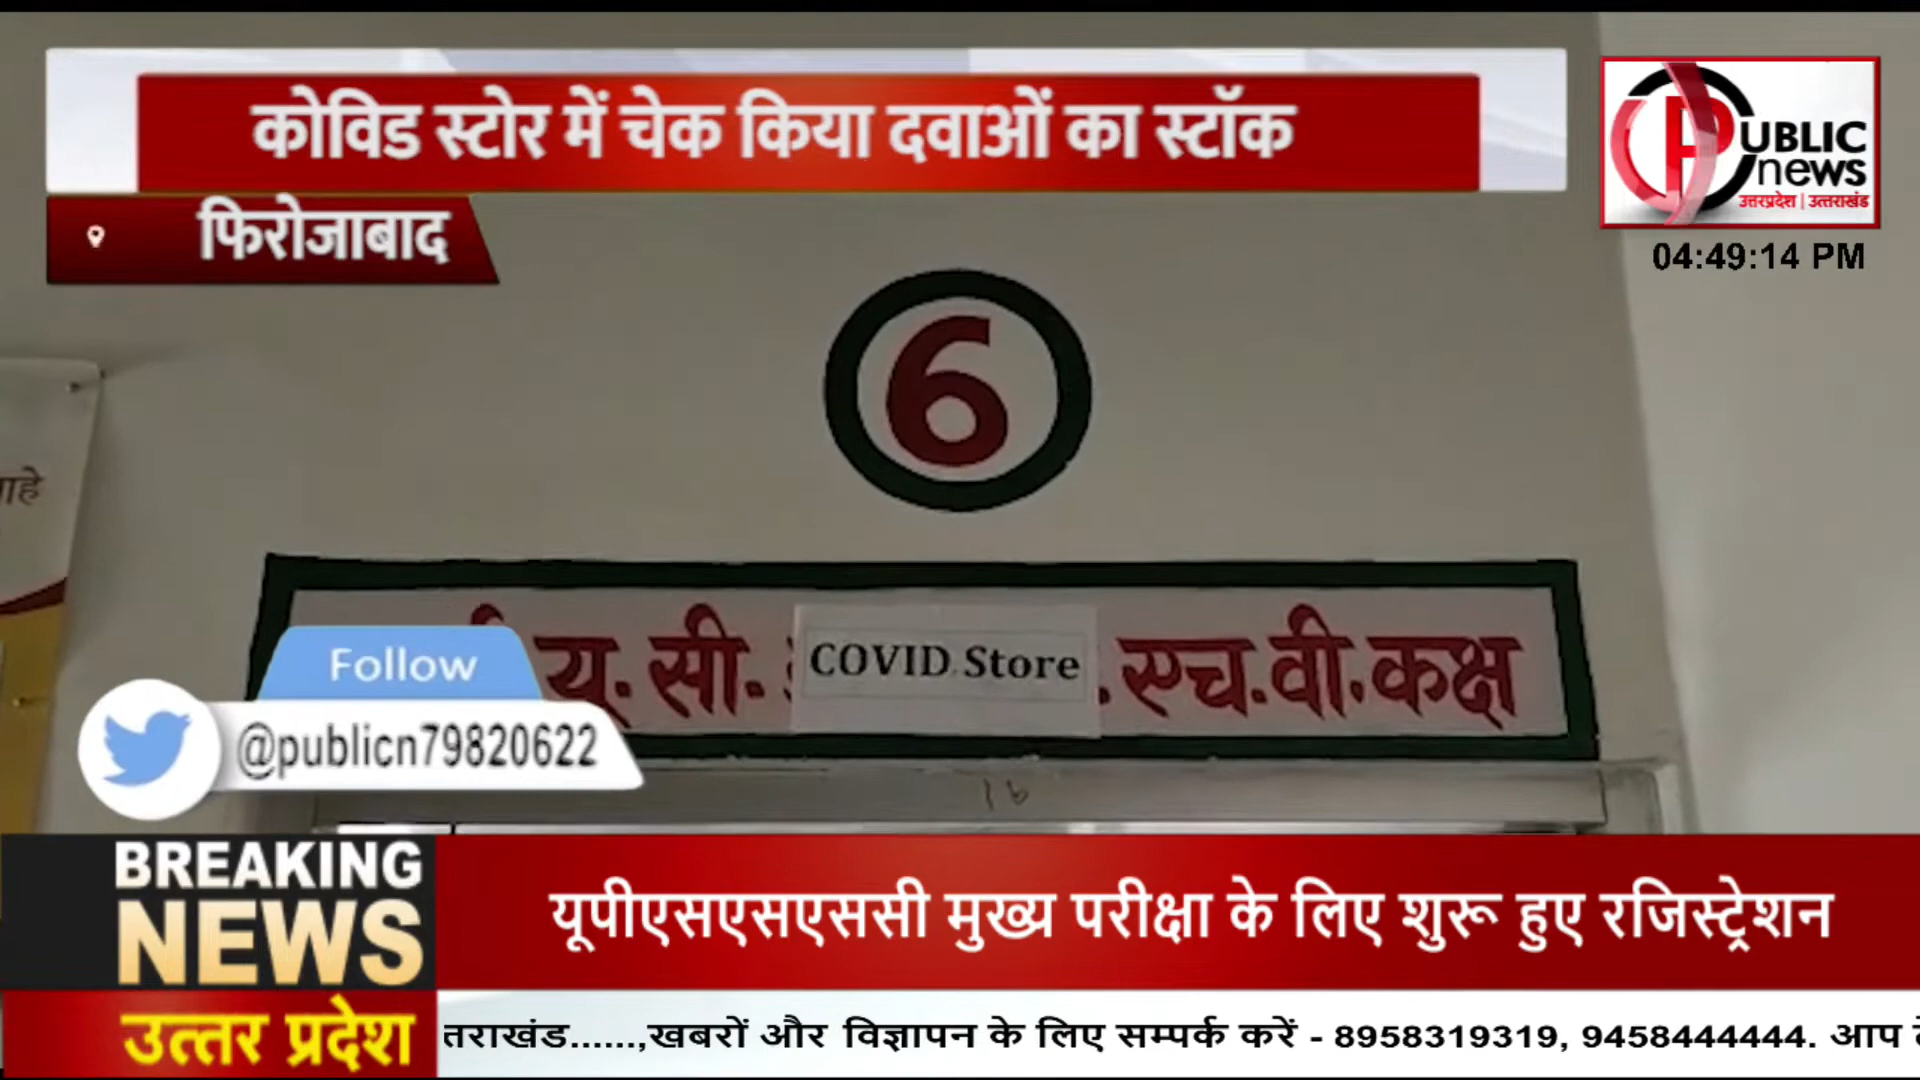 कोविड स्टोर में चेक किया दवाओं का स्टॉक
PUBLIC
news
उत्तरप्रदेश | उत्तराखंड
फिरोजाबाद
04:49:14 PM
6
यू. सी. COVID Store . एच.वी.कक्ष
Follow
@publicn79820622
16
BREAKING
NEWS
यूपीएसएसएससी मुख्य परीक्षा के लिए शुरू हुए रजिस्ट्रेशन
उत्तर प्रदेश
तराखंड......,खबरों और विज्ञापन के लिए सम्पर्क करें - 8958319319, 9458444444. आप